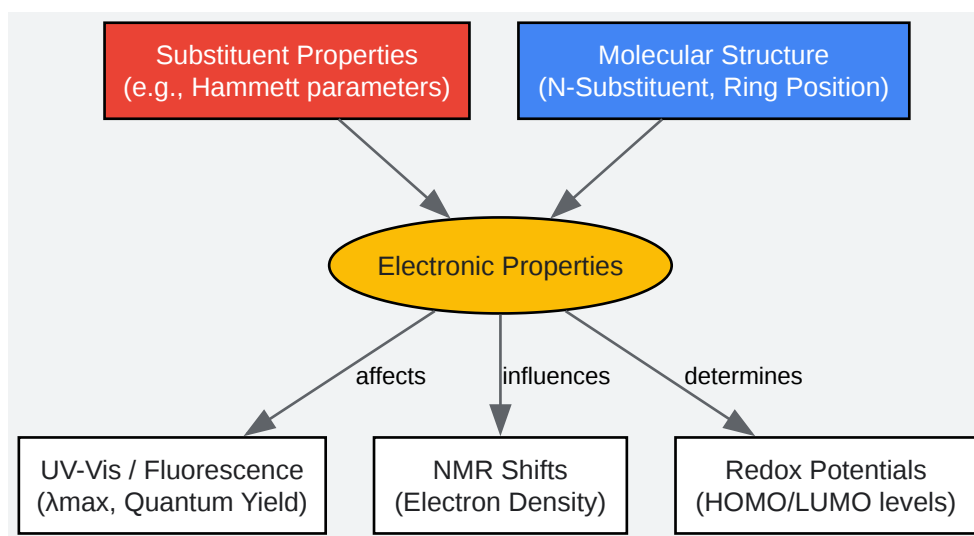 Substituent Properties
(e.g., Hammett parameters)
Molecular Structure
(N-Substituent, Ring Position)
Electronic Properties
affects
influences
determines
UV-Vis / Fluorescence
(λmax, Quantum Yield)
NMR Shifts
(Electron Density)
Redox Potentials
(HOMO/LUMO levels)